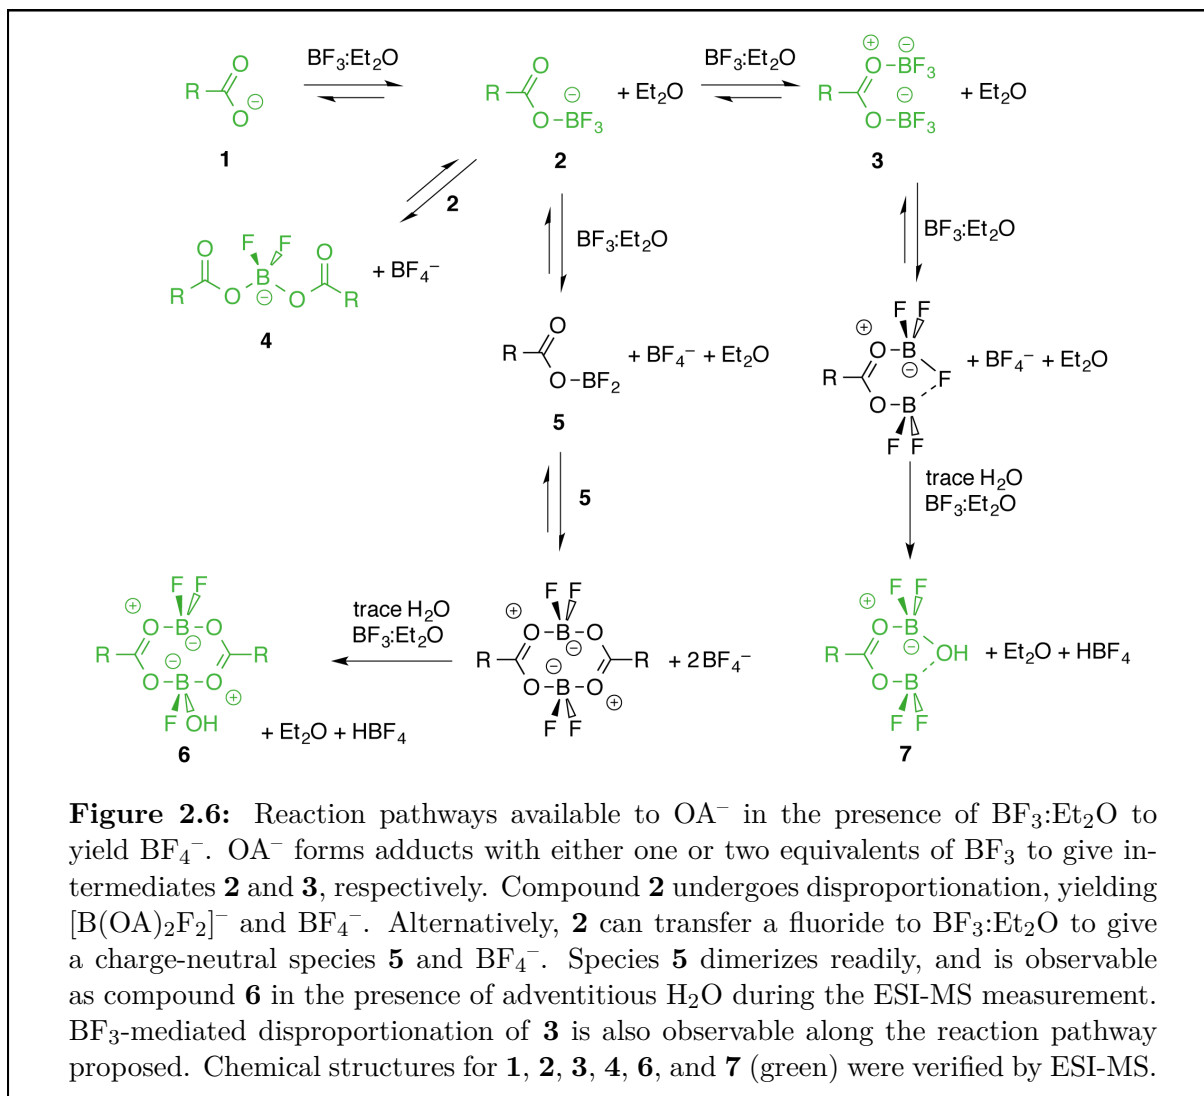 BF3:Et2O
BF3:Et2O
R O O⊖
R O O–BF3 ⊖ + Et2O
R ⊕ O–BF3 ⊖ O–BF3 ⊖ + Et2O
1
2
3
2
BF3:Et2O
BF3:Et2O
R O O F F B ⊖ O O R + BF4−
4
R O O–BF2 + BF4− + Et2O
5
⊕ F F R O–B ⊖ F O–B F F + BF4− + Et2O
5
trace H2O
BF3:Et2O
trace H2O
BF3:Et2O
F F ⊕ R O–B–O ⊖ ⊖ R O–B–O ⊕ F OH
6
+ Et2O + HBF4
F F ⊕ R O–B–O ⊖ ⊖ R O–B–O ⊕ F F + 2BF4−
F F ⊕ R O–B ⊖ OH O–B F F + Et2O + HBF4
7
Figure 2.6: Reaction pathways available to OA− in the presence of BF3:Et2O to
yield BF4−. OA− forms adducts with either one or two equivalents of BF3 to give in-
termediates 2 and 3, respectively. Compound 2 undergoes disproportionation, yielding
[B(OA)2F2]− and BF4−. Alternatively, 2 can transfer a fluoride to BF3:Et2O to give
a charge-neutral species 5 and BF4−. Species 5 dimerizes readily, and is observable
as compound 6 in the presence of adventitious H2O during the ESI-MS measurement.
BF3-mediated disproportionation of 3 is also observable along the reaction pathway
proposed. Chemical structures for 1, 2, 3, 4, 6, and 7 (green) were verified by ESI-MS.